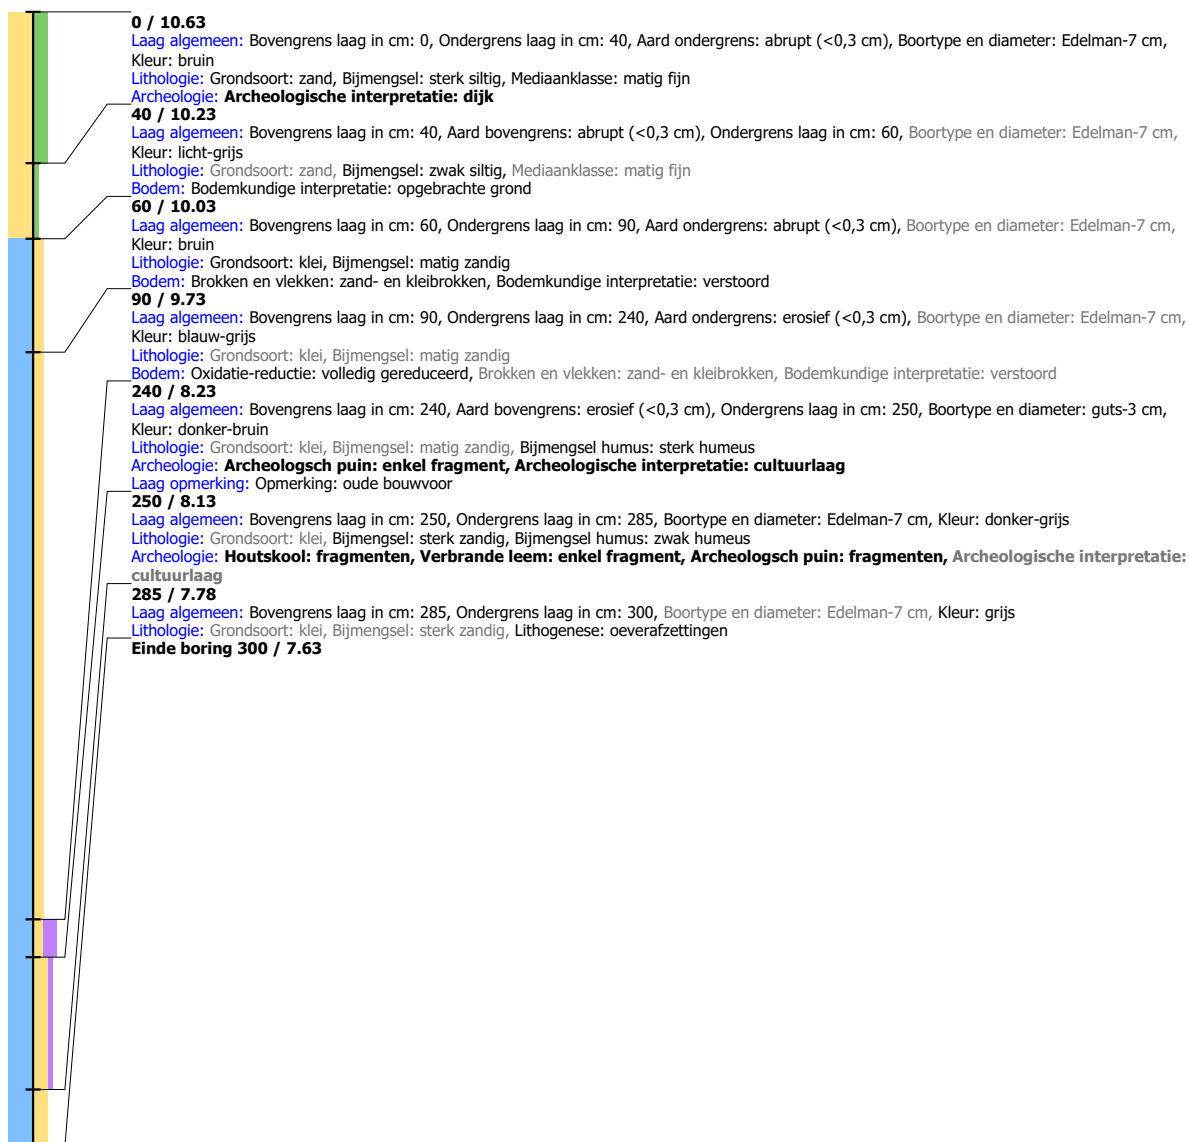 0 / 10.63
Laag algemeen: Bovengrens laag in cm: 0, Ondergrens laag in cm: 40, Aard ondergrens: abrupt (<0,3 cm), Boortype en diameter: Edelman-7 cm,
Kleur: bruin
Lithologie: Grondsoort: zand, Bijmengsel: sterk siltig, Mediaanklasse: matig fijn
Archeologie: Archeologische interpretatie: dijk
40 / 10.23
Laag algemeen: Bovengrens laag in cm: 40, Aard bovengrens: abrupt (<0,3 cm), Ondergrens laag in cm: 60, Boortype en diameter: Edelman-7 cm,
Kleur: licht-grijs
Lithologie: Grondsoort: zand, Bijmengsel: zwak siltig, Mediaanklasse: matig fijn
Bodem: Bodemkundige interpretatie: opgebrachte grond
60 / 10.03
Laag algemeen: Bovengrens laag in cm: 60, Ondergrens laag in cm: 90, Aard ondergrens: abrupt (<0,3 cm), Boortype en diameter: Edelman-7 cm,
Kleur: bruin
Lithologie: Grondsoort: klei, Bijmengsel: matig zandig
Bodem: Brokken en vlekken: zand- en kleibrokken, Bodemkundige interpretatie: verstoord
90 / 9.73
Laag algemeen: Bovengrens laag in cm: 90, Ondergrens laag in cm: 240, Aard ondergrens: erosief (<0,3 cm), Boortype en diameter: Edelman-7 cm,
Kleur: blauw-grijs
Lithologie: Grondsoort: klei, Bijmengsel: matig zandig
Bodem: Oxidatie-reductie: volledig gereduceerd, Brokken en vlekken: zand- en kleibrokken, Bodemkundige interpretatie: verstoord
240 / 8.23
Laag algemeen: Bovengrens laag in cm: 240, Aard bovengrens: erosief (<0,3 cm), Ondergrens laag in cm: 250, Boortype en diameter: guts-3 cm,
Kleur: donker-bruin
Lithologie: Grondsoort: klei, Bijmengsel: matig zandig, Bijmengsel humus: sterk humeus
Archeologie: Archeologsch puin: enkel fragment, Archeologische interpretatie: cultuurlaag
Laag opmerking: Opmerking: oude bouwvoor
250 / 8.13
Laag algemeen: Bovengrens laag in cm: 250, Ondergrens laag in cm: 285, Boortype en diameter: Edelman-7 cm, Kleur: donker-grijs
Lithologie: Grondsoort: klei, Bijmengsel: sterk zandig, Bijmengsel humus: zwak humeus
Archeologie: Houtskool: fragmenten, Verbrande leem: enkel fragment, Archeologsch puin: fragmenten, Archeologische interpretatie:
cultuurlaag
285 / 7.78
Laag algemeen: Bovengrens laag in cm: 285, Ondergrens laag in cm: 300, Boortype en diameter: Edelman-7 cm, Kleur: grijs
Lithologie: Grondsoort: klei, Bijmengsel: sterk zandig, Lithogenese: oeverafzettingen
Einde boring 300 / 7.63